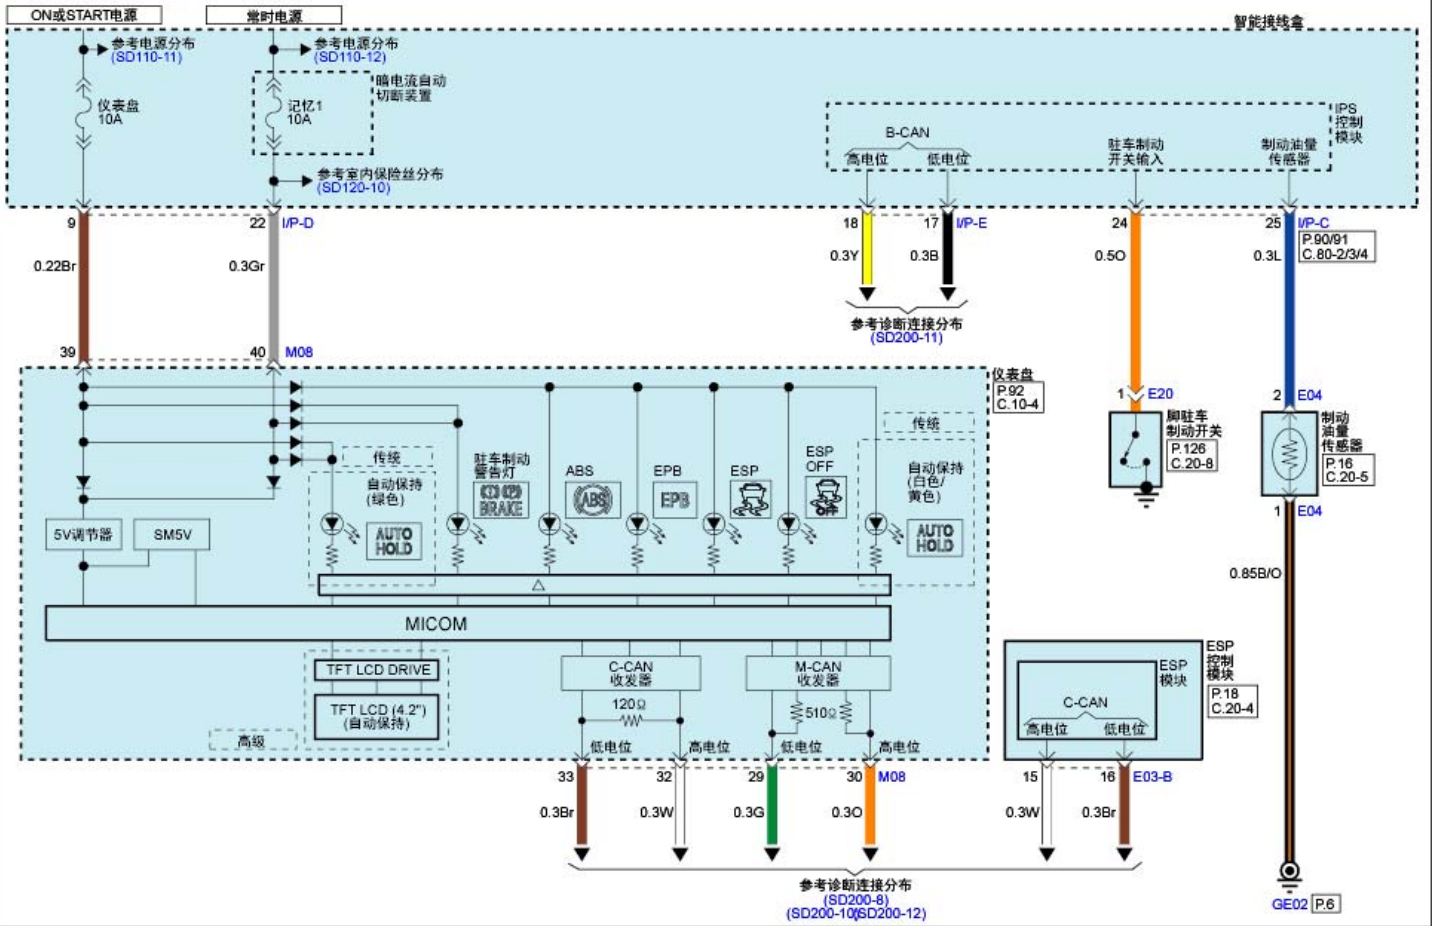 ON或START电源
常时电源
智能接线盒
参考电源分布
(SD110-11)
参考电源分布
(SD110-12)
仪表盘
10A
记忆1
10A
暗电流自动
切断装置
参考室内保险丝分布
(SD120-10)
B-CAN
高电位
低电位
驻车制动
开关输入
制动油量
传感器
IPS
控制
模块
9
22
I/P-D
18
17
I/P-E
24
25
I/P-C
P.90/91
C.80-2/3/4
0.22Br
0.3Gr
0.3Y
0.3B
0.5O
0.3L
参考诊断连接分布
(SD200-11)
39
40
M08
仪表盘
P.92
C.10-4
1
E20
2
E04
脚驻车
制动开关
P.126
C.20-8
制动
油量
传感器
P.16
C.20-5
1
E04
传统
自动保持
(绿色)
AUTO
HOLD
驻车制动
警告灯
BRAKE
ABS
(ABS)
EPB
EPB
ESP
ESP
OFF
OFF
传统
自动保持
(白色/
黄色)
AUTO
HOLD
5V调节器
SM5V
MICOM
0.85B/O
TFT LCD DRIVE
TFT LCD (4.2")
(自动保持)
高级
C-CAN
收发器
120Ω
M-CAN
收发器
510Ω
低电位
高电位
低电位
高电位
ESP
控制
模块
P.18
C.20-4
ESP
模块
C-CAN
高电位
低电位
33
32
29
30
M08
15
16
E03-B
0.3Br
0.3W
0.3G
0.3O
0.3W
0.3Br
参考诊断连接分布
(SD200-8)
(SD200-10)(SD200-12)
GE02
P.6